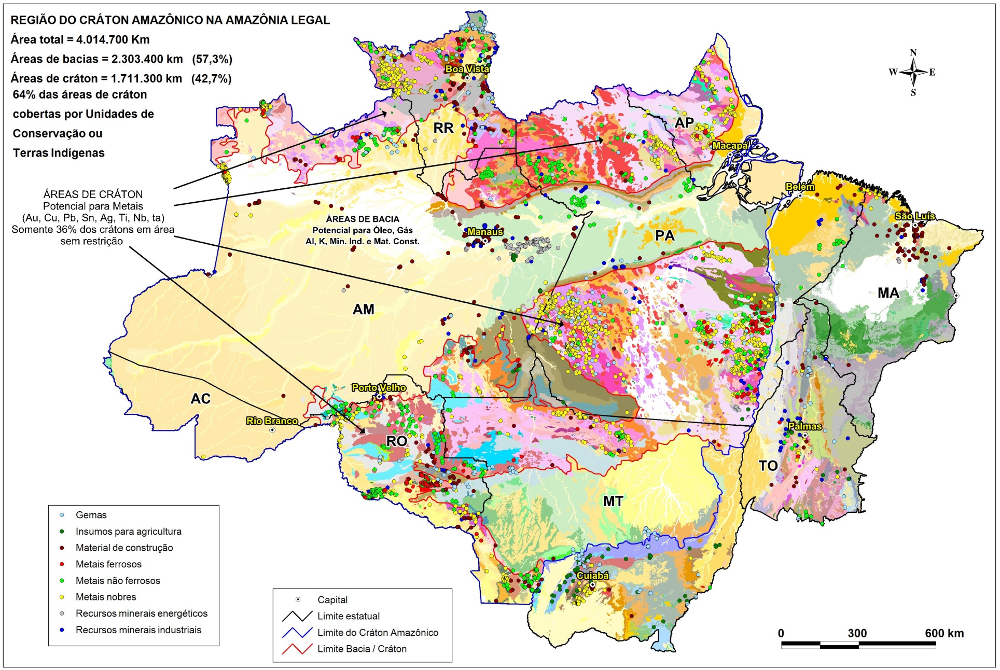 REGIÃO DO CRÁTON AMAZÔNICO NA AMAZÔNIA LEGAL
Área total = 4.014.700 Km
Áreas de bacias = 2.303.400 km (57,3%)
Áreas de cráton = 1.711.300 km (42,7%)
64% das áreas de cráton
cobertas por Unidades de
Conservação ou
Terras Indígenas
N
W E
S
Boa Vista
RR
AP
Macapá
ÁREAS DE CRÁTON
Potencial para Metais
(Au, Cu, Pb, Sn, Ag, Ti, Nb, ta)
Somente 36% dos crátons em área
sem restrição
ÁREAS DE BACIA
Potencial para Óleo, Gás
Al, K, Min. Ind. e Mat. Const.
Manaus
PA
Belém
São Luís
MA
AM
AC
Porto Velho
Rio Branco
RO
Palmas
TO
MT
Cuiabá
Gemas
Insumos para agricultura
Material de construção
Metais ferrosos
Metais não ferrosos
Metais nobres
Recursos minerais energéticos
Recursos minerais industriais
Capital
Limite estatual
Limite do Cráton Amazônico
Limite Bacia / Cráton
0 300 600 km